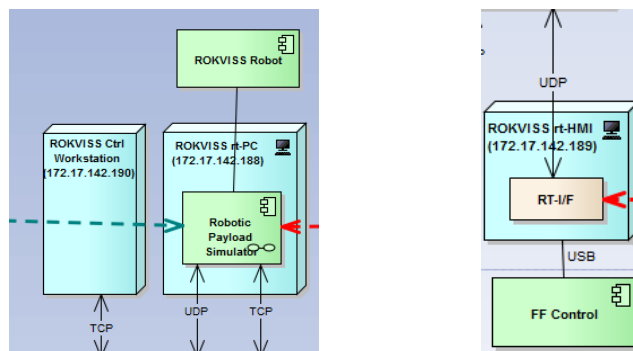 ROKVISS Robot
ROKVISS Ctrl
Workstation
(172.17.142.190)
ROKVISS rt-PC
(172.17.142.188)
Robotic
Payload
Simulator
TCP
UDP
TCP
UDP
ROKVISS rt-HMI
(172.17.142.189)
RT-I/F
USB
FF Control